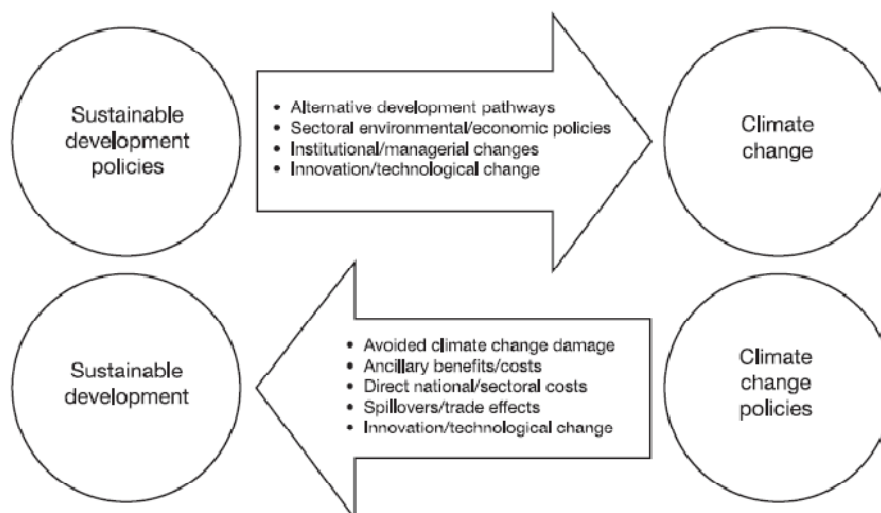 Sustainable
development
policies
• Alternative development pathways
• Sectoral environmental/economic policies
• Institutional/managerial changes
• Innovation/technological change
Climate
change
Sustainable
development
• Avoided climate change damage
• Ancillary benefits/costs
• Direct national/sectoral costs
• Spillovers/trade effects
• Innovation/technological change
Climate
change
policies